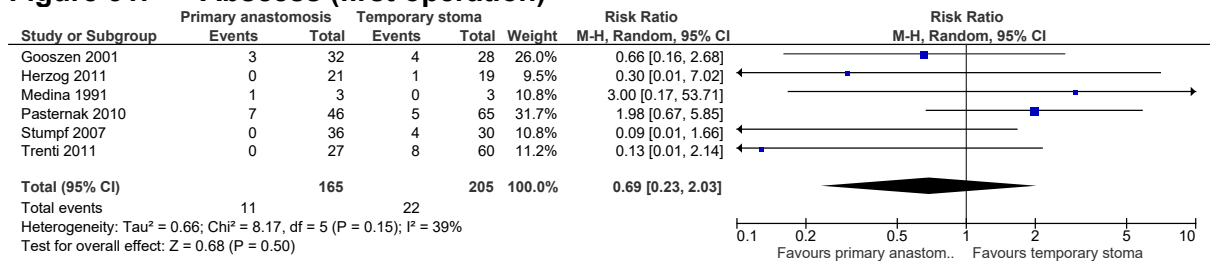 Primary anastomosis Temporary stoma Risk Ratio Risk Ratio
Study or Subgroup Events Total Events Total Weight M-H, Random, 95% CI M-H, Random, 95% CI
Gooszen 2001 3 32 4 28 26.0% 0.66 [0.16, 2.68]
Herzog 2011 0 21 1 19 9.5% 0.30 [0.01, 7.02]
Medina 1991 1 3 0 3 10.8% 3.00 [0.17, 53.71]
Pasternak 2010 7 46 5 65 31.7% 1.98 [0.67, 5.85]
Stumpf 2007 0 36 4 30 10.8% 0.09 [0.01, 1.66]
Trenti 2011 0 27 8 60 11.2% 0.13 [0.01, 2.14]
Total (95% CI) 165 205 100.0% 0.69 [0.23, 2.03]
Total events 11 22
Heterogeneity: Tau² = 0.66; Chi² = 8.17, df = 5 (P = 0.15); I² = 39%
Test for overall effect: Z = 0.68 (P = 0.50)
0.1 0.2 0.5 1 2 5 10
Favours primary anastom.. Favours temporary stoma